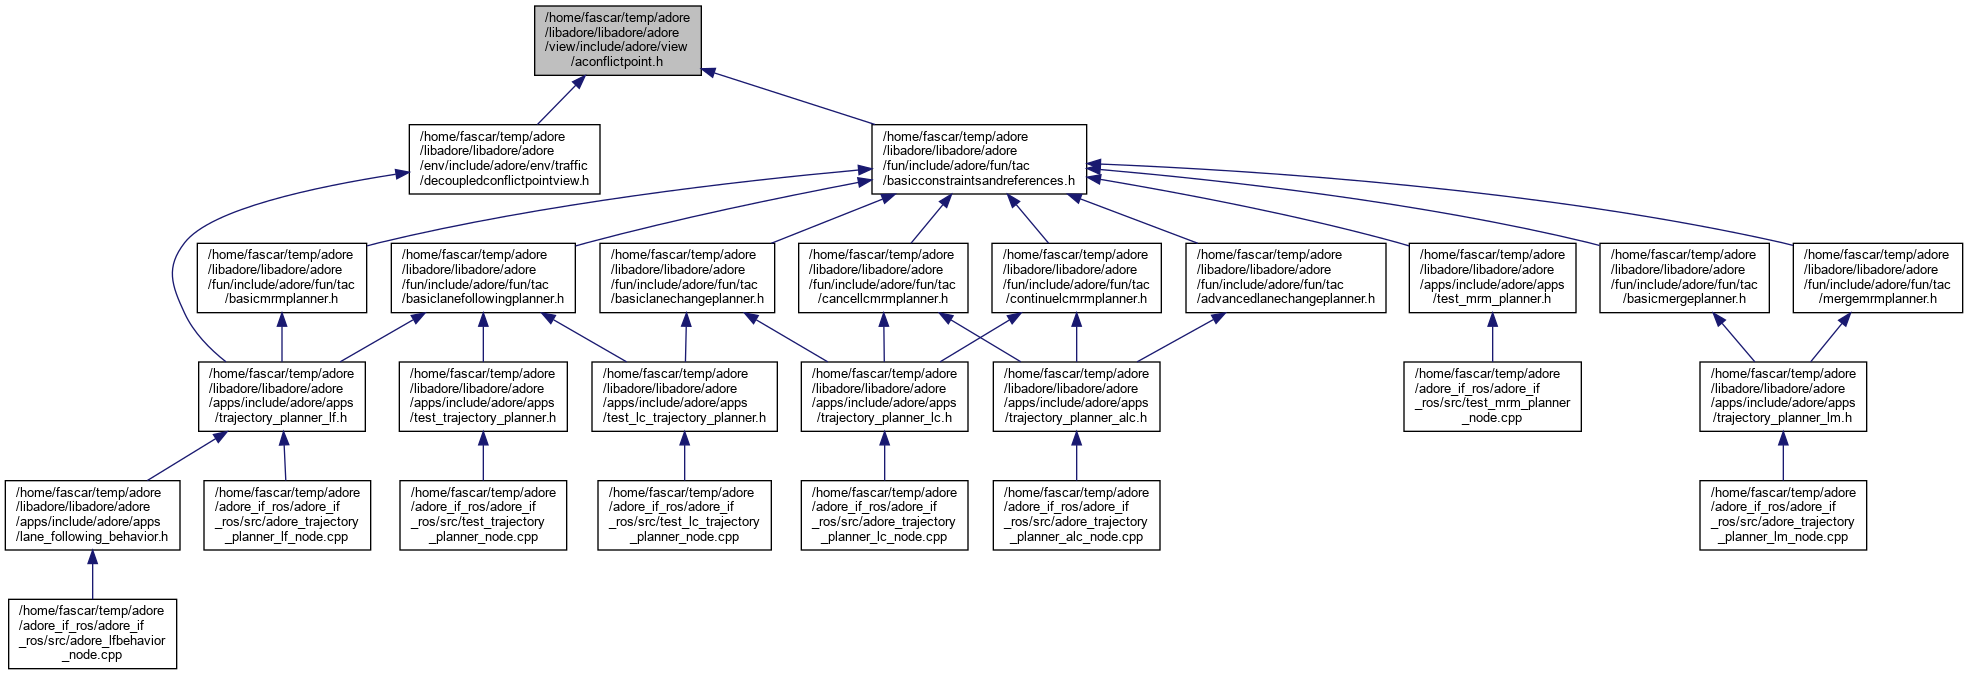 /home/fascar/temp/adore
/libadore/libadore/adore
/view/include/adore/view
/aconflictpoint.h
/home/fascar/temp/adore
/libadore/libadore/adore
/env/include/adore/env/traffic
/decoupledconflictpointview.h
/home/fascar/temp/adore
/libadore/libadore/adore
/fun/include/adore/fun/tac
/basicconstraintsandreferences.h
/home/fascar/temp/adore
/libadore/libadore/adore
/fun/include/adore/fun/tac
/basicmrmplanner.h
/home/fascar/temp/adore
/libadore/libadore/adore
/fun/include/adore/fun/tac
/basiclanefollowingplanner.h
/home/fascar/temp/adore
/libadore/libadore/adore
/fun/include/adore/fun/tac
/basiclanechangeplanner.h
/home/fascar/temp/adore
/libadore/libadore/adore
/fun/include/adore/fun/tac
/cancellcmrmplanner.h
/home/fascar/temp/adore
/libadore/libadore/adore
/fun/include/adore/fun/tac
/continuelcmrmplanner.h
/home/fascar/temp/adore
/libadore/libadore/adore
/fun/include/adore/fun/tac
/advancedlanechangeplanner.h
/home/fascar/temp/adore
/libadore/libadore/adore
/apps/include/adore/apps
/test_mrm_planner.h
/home/fascar/temp/adore
/libadore/libadore/adore
/fun/include/adore/fun/tac
/basicmergeplanner.h
/home/fascar/temp/adore
/libadore/libadore/adore
/fun/include/adore/fun/tac
/mergemrmplanner.h
/home/fascar/temp/adore
/libadore/libadore/adore
/apps/include/adore/apps
/trajectory_planner_lf.h
/home/fascar/temp/adore
/libadore/libadore/adore
/apps/include/adore/apps
/test_trajectory_planner.h
/home/fascar/temp/adore
/libadore/libadore/adore
/apps/include/adore/apps
/test_lc_trajectory_planner.h
/home/fascar/temp/adore
/libadore/libadore/adore
/apps/include/adore/apps
/trajectory_planner_lc.h
/home/fascar/temp/adore
/libadore/libadore/adore
/apps/include/adore/apps
/trajectory_planner_alc.h
/home/fascar/temp/adore
/adore_if_ros/adore_if
_ros/src/test_mrm_planner
_node.cpp
/home/fascar/temp/adore
/libadore/libadore/adore
/apps/include/adore/apps
/trajectory_planner_lm.h
/home/fascar/temp/adore
/libadore/libadore/adore
/apps/include/adore/apps
/lane_following_behavior.h
/home/fascar/temp/adore
/adore_if_ros/adore_if
_ros/src/adore_trajectory
_planner_lf_node.cpp
/home/fascar/temp/adore
/adore_if_ros/adore_if
_ros/src/test_trajectory
_planner_node.cpp
/home/fascar/temp/adore
/adore_if_ros/adore_if
_ros/src/test_lc_trajectory
_planner_node.cpp
/home/fascar/temp/adore
/adore_if_ros/adore_if
_ros/src/adore_trajectory
_planner_lc_node.cpp
/home/fascar/temp/adore
/adore_if_ros/adore_if
_ros/src/adore_trajectory
_planner_alc_node.cpp
/home/fascar/temp/adore
/adore_if_ros/adore_if
_ros/src/adore_trajectory
_planner_lm_node.cpp
/home/fascar/temp/adore
/adore_if_ros/adore_if
_ros/src/adore_lfbehavior
_node.cpp